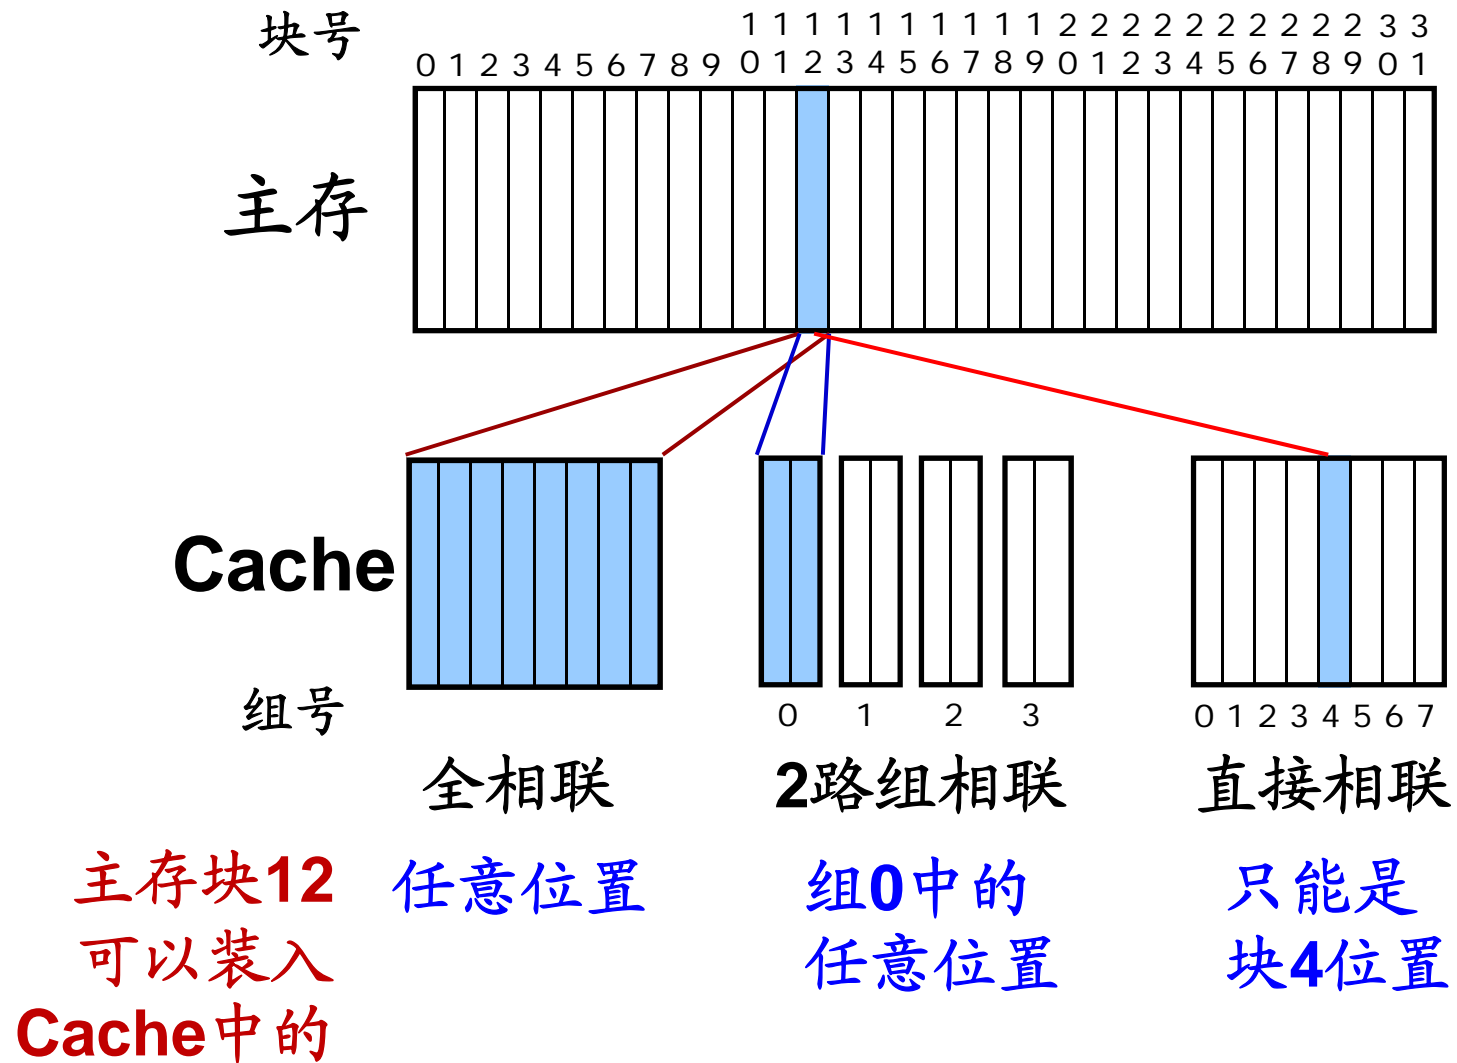 块号
0 1 2 3 4 5 6 7 8 9 10 11 12 13 14 15 16 17 18 19 20 21 22 23 24 25 26 27 28 29 30 31
主存
Cache
组号
0 1 2 3
0 1 2 3 4 5 6 7
全相联
2路组相联
直接相联
主存块12
可以装入
Cache中的
任意位置
组0中的
任意位置
只能是
块4位置